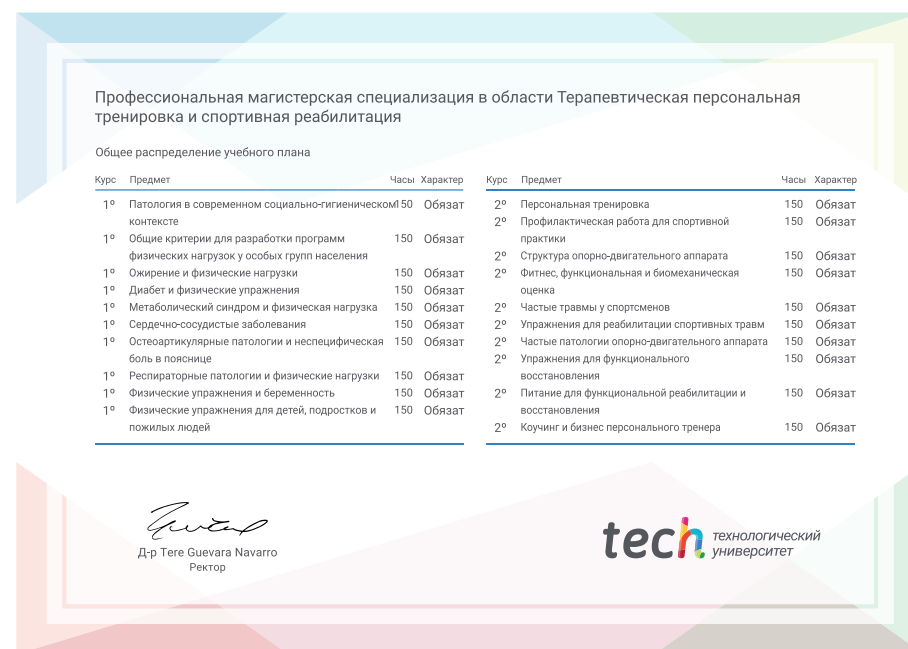 Профессиональная магистерская специализация в области Терапевтическая персональная
тренировка и спортивная реабилитация
Общее распределение учебного плана
Курс Предмет Часы Характер
1º Патология в современном социально-гигиеническом 150 Обязат
контексте
1º Общие критерии для разработки программ 150 Обязат
физических нагрузок у особых групп населения
1º Ожирение и физические нагрузки 150 Обязат
1º Диабет и физические упражнения 150 Обязат
1º Метаболический синдром и физическая нагрузка 150 Обязат
1º Сердечно-сосудистые заболевания 150 Обязат
1º Остеоартикулярные патологии и неспецифическая 150 Обязат
боль в пояснице
1º Респираторные патологии и физические нагрузки 150 Обязат
1º Физические упражнения и беременность 150 Обязат
1º Физические упражнения для детей, подростков и 150 Обязат
пожилых людей
Курс Предмет Часы Характер
2º Персональная тренировка 150 Обязат
2º Профилактическая работа для спортивной 150 Обязат
практики
2º Структура опорно-двигательного аппарата 150 Обязат
2º Фитнес, функциональная и биомеханическая 150 Обязат
оценка
2º Частые травмы у спортсменов 150 Обязат
2º Упражнения для реабилитации спортивных травм 150 Обязат
2º Частые патологии опорно-двигательного аппарата 150 Обязат
2º Упражнения для функционального 150 Обязат
восстановления
2º Питание для функциональной реабилитации и 150 Обязат
восстановления
2º Коучинг и бизнес персонального тренера 150 Обязат
Д-р Tere Guevara Navarro
Ректор
tech технологический
университет